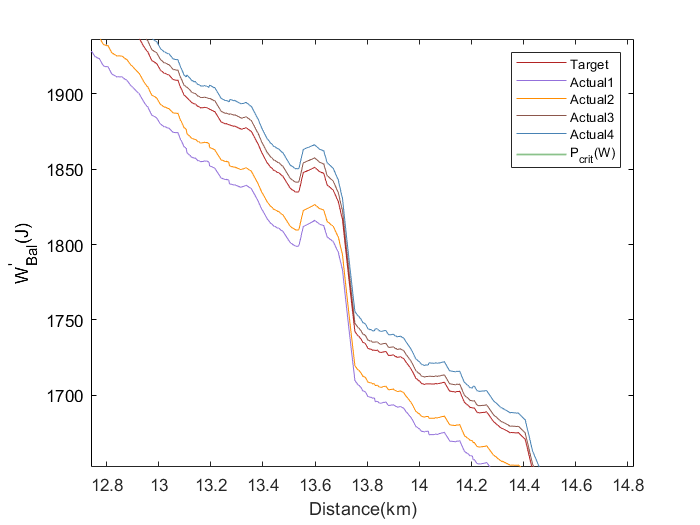 Target
Actual1
Actual2
Actual3
Actual4
Pcrit(W)
1900
1850
1800
1750
1700
W'Bal(J)
12.8 13 13.2 13.4 13.6 13.8 14 14.2 14.4 14.6 14.8
Distance(km)